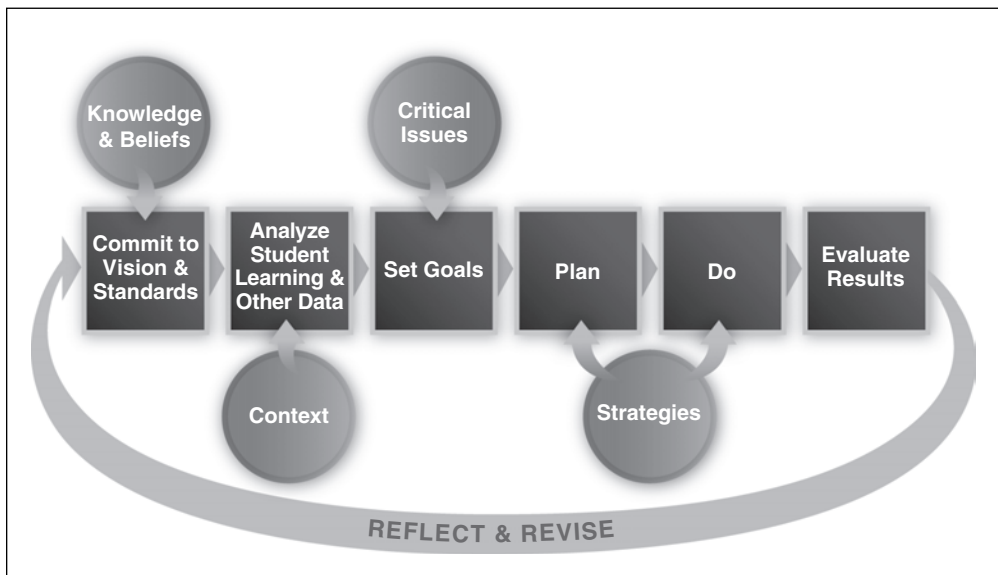 Knowledge
& Beliefs
Critical
Issues
Commit to
Vision &
Standards
Analyze
Student
Learning &
Other Data
Set Goals
Plan
Do
Evaluate
Results
Context
Strategies
REFLECT & REVISE